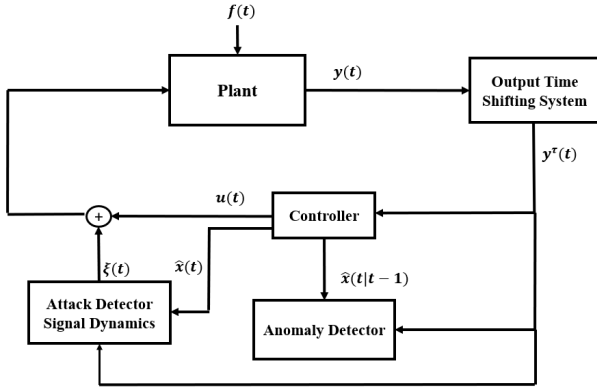 f(t)
Plant
y(t)
Output Time
Shifting System
y^τ(t)
u(t)
Controller
+
x̂(t)
ξ(t)
x̂(t|t − 1)
Attack Detector
Signal Dynamics
Anomaly Detector